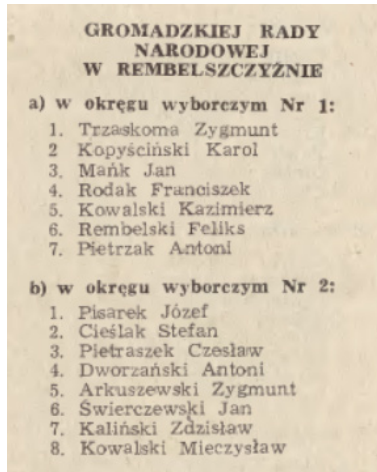 GROMADZKIEJ RADY
NARODOWEJ
W REMBELSZCZYŹNIE
a) w okręgu wyborczym Nr 1:
1. Trzaskoma Zygmunt
2 Kopyściński Karol
3. Mańk Jan
4. Rodak Franciszek
5. Kowalski Kazimierz
6. Rembelski Feliks
7. Pietrzak Antoni
b) w okręgu wyborczym Nr 2:
1. Pisarek Józef
2. Cieślak Stefan
3. Pietraszek Czesław
4. Dworzański Antoni
5. Arkuszewski Zygmunt
6. Świerczewski Jan
7. Kaliński Zdzisław
8. Kowalski Mieczysław